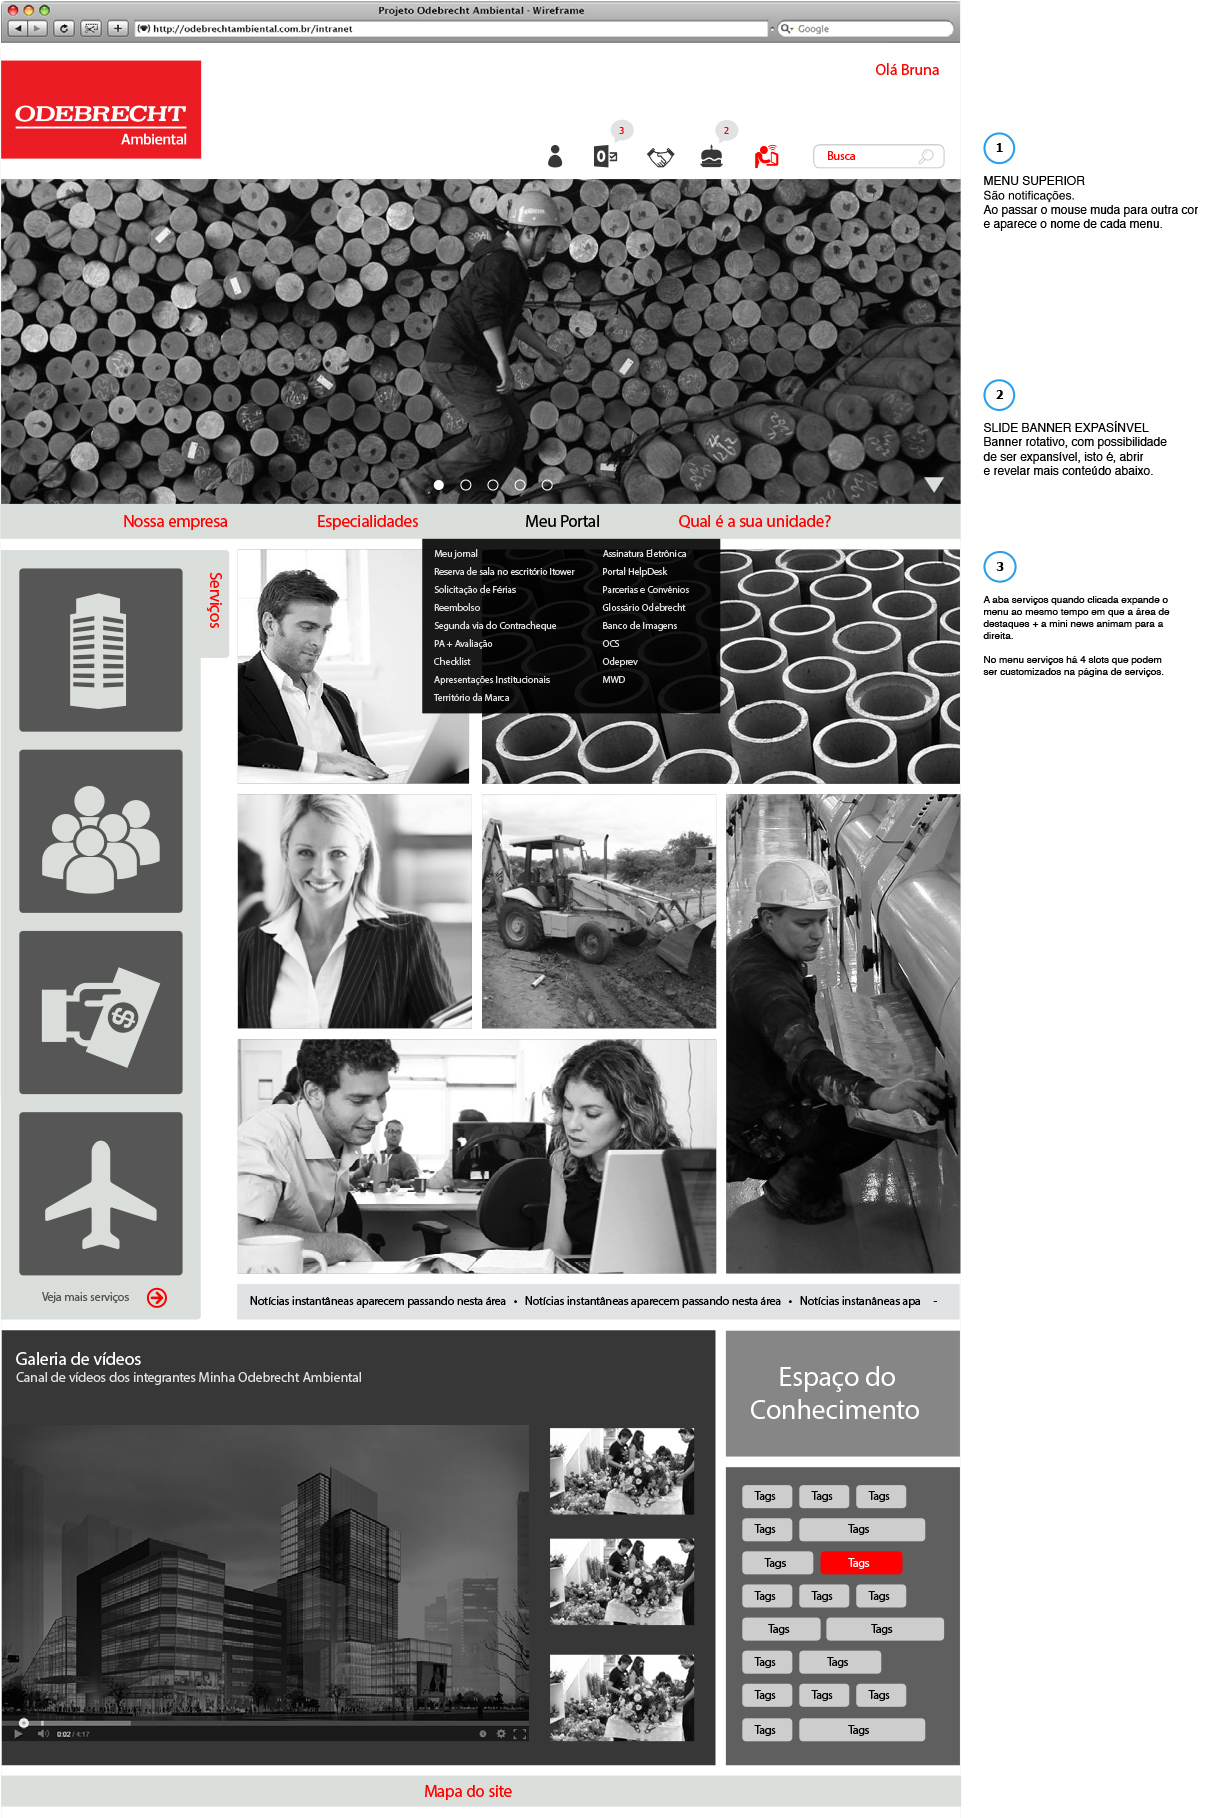 Projeto Odebrecht Ambiental - Wireframe
http://odebrechtambiental.com.br/intranet
Google
Olá Bruna
ODEBRECHT
Ambiental
3
2
Busca
1
MENU SUPERIOR
São notificações.
Ao passar o mouse muda para outra cor
e aparece o nome de cada menu.
2
SLIDE BANNER EXPASÍNVEL
Banner rotativo, com possibilidade
de ser expansível, isto é, abrir
e revelar mais conteúdo abaixo.
Nossa empresa
Especialidades
Meu Portal
Qual é a sua unidade?
Meu jornal
Reserva de sala no escritório Itower
Solicitação de Férias
Reembolso
Segunda via do Contracheque
PA + Avaliação
Checklist
Apresentações Institucionais
Território da Marca
Assinatura Eletrônica
Portal HelpDesk
Parcerias e Convênios
Glossário Odebrecht
Banco de Imagens
OCS
Odeprev
MWD
3
A aba serviços quando clicada expande o
menu ao mesmo tempo em que a área de
destaques + a mini news animam para a
direita.
No menu serviços há 4 slots que podem
ser customizados na página de serviços.
Serviços
Veja mais serviços
Notícias instantâneas aparecem passando nesta área • Notícias instantâneas aparecem passando nesta área • Notícias instanâneas apa -
Galeria de vídeos
Canal de vídeos dos integrantes Minha Odebrecht Ambiental
0:02 / 4:17
Espaço do
Conhecimento
Tags Tags Tags
Tags Tags
Tags Tags
Tags Tags Tags
Tags Tags
Tags Tags
Tags Tags Tags
Tags Tags
Mapa do site